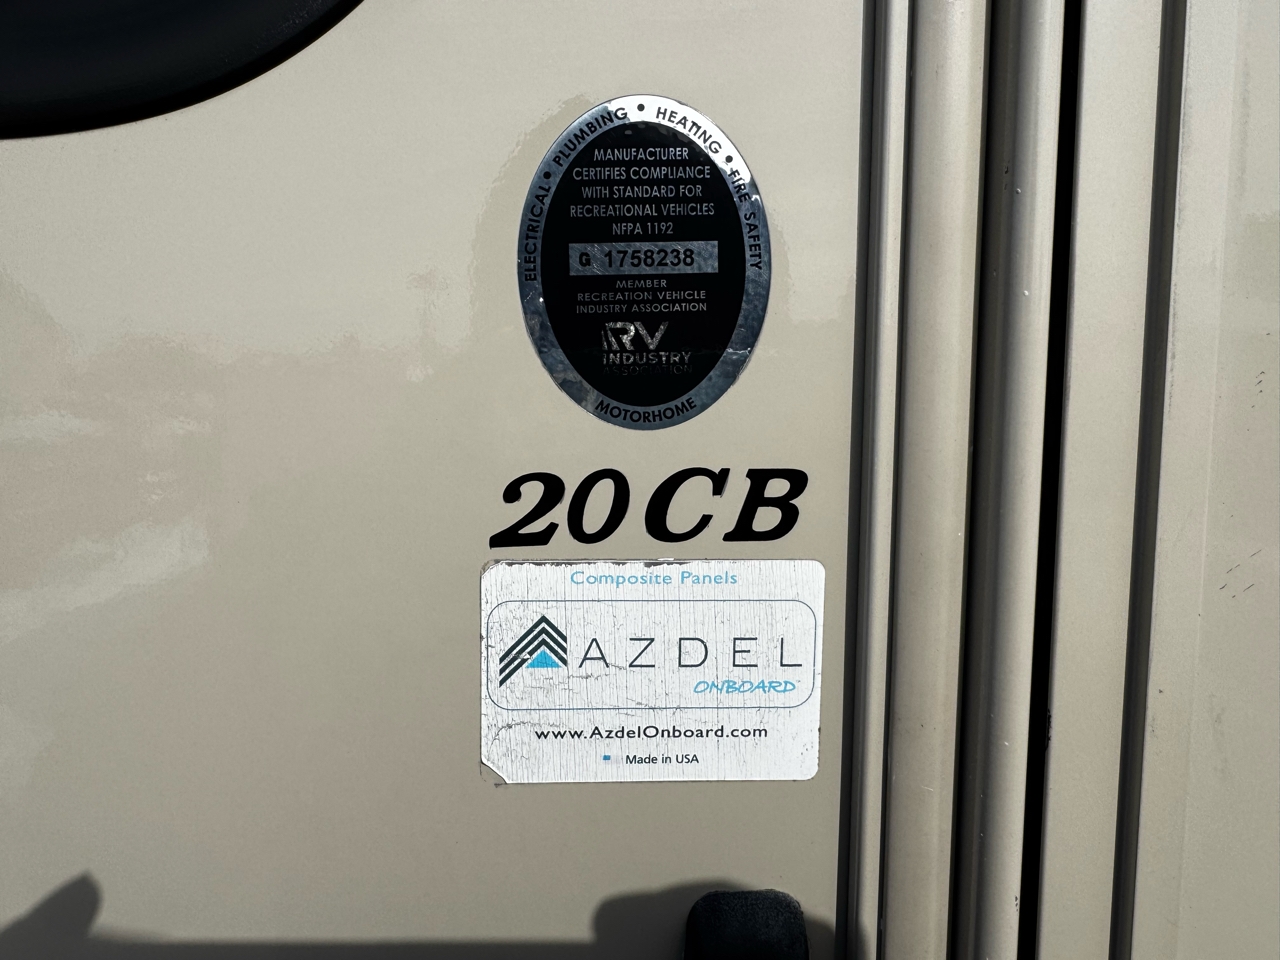 ELECTRICAL • PLUMBING • HEATING • FIRE SAFETY
MANUFACTURER
CERTIFIES COMPLIANCE
WITH STANDARD FOR
RECREATIONAL VEHICLES
NFPA 1192
G 1758238
MEMBER
RECREATION VEHICLE
INDUSTRY ASSOCIATION
RV
INDUSTRY
ASSOCIATION
MOTORHOME
20CB
Composite Panels
AZDEL
ONBOARD
www.AzdelOnboard.com
Made in USA